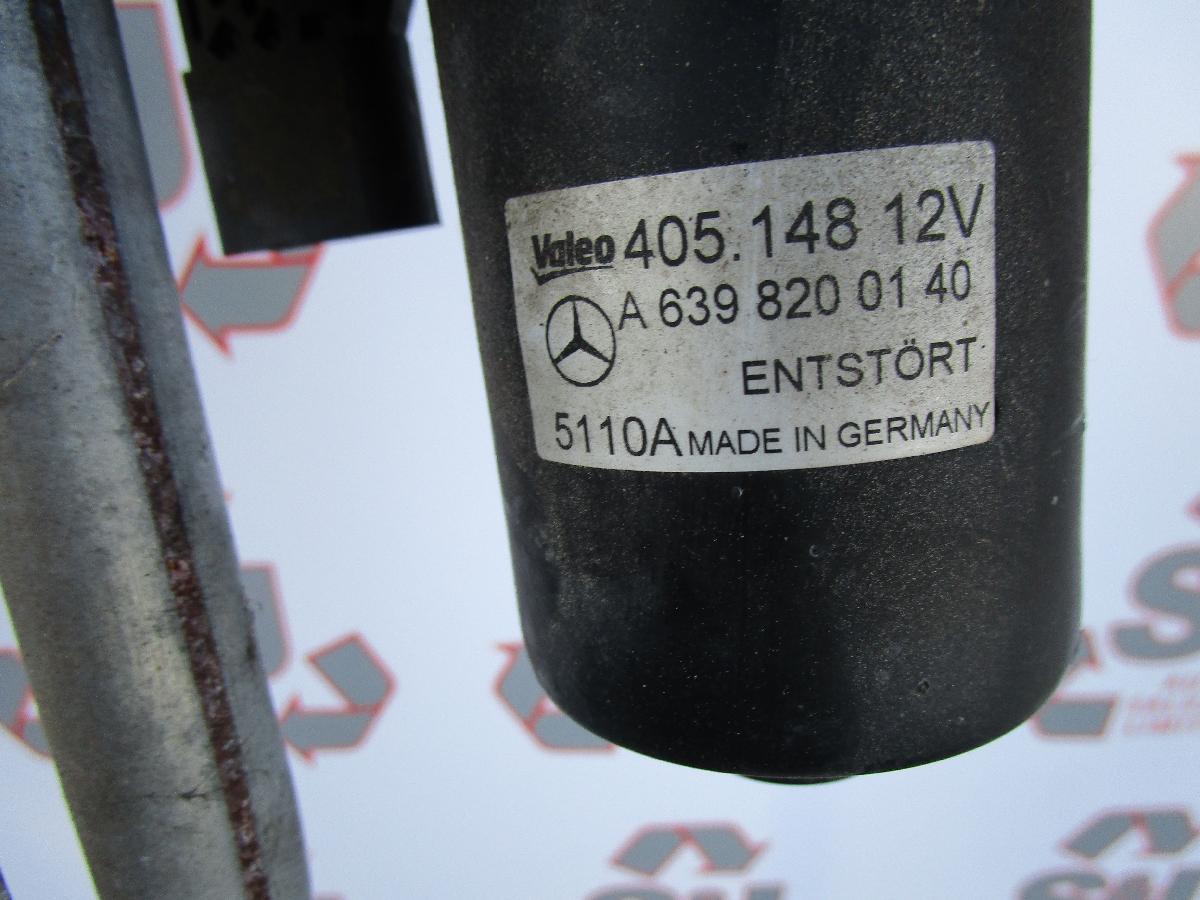 Valeo 405.148 12V
A 639 820 01 40
ENTSTÖRT
5110A MADE IN GERMANY